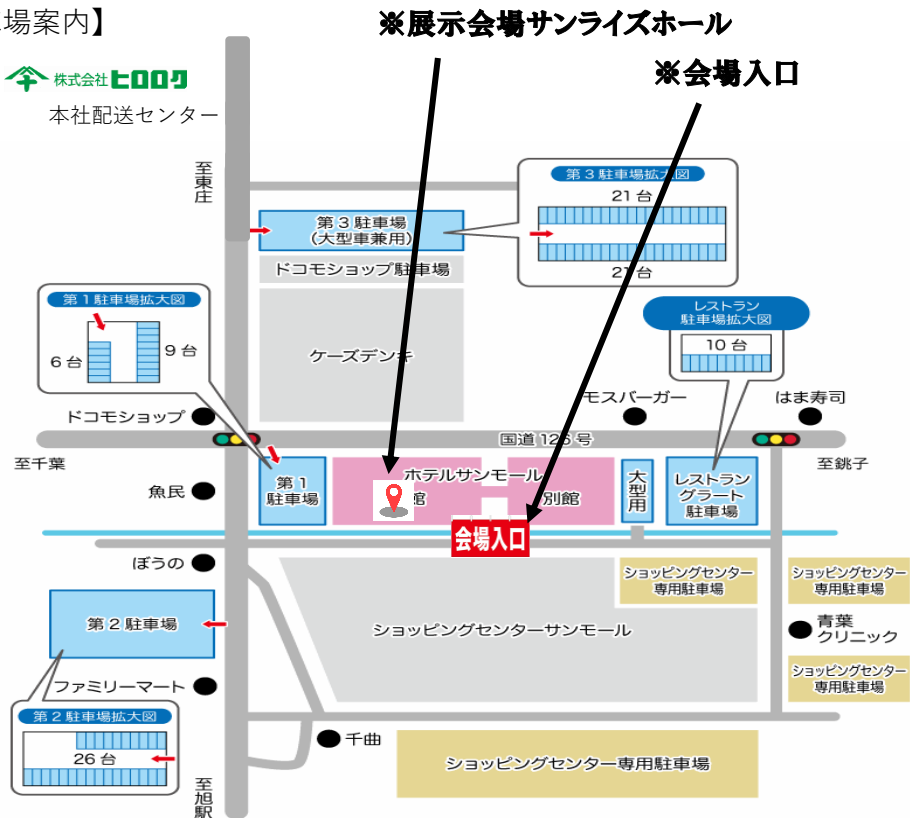 場案内】
※展示会場サンライズホール
※会場入口
株式会社ヒロロク
本社配送センター
至東庄
第3駐車場拡大図
21台
21台
第3駐車場
(大型車兼用)
ドコモショップ駐車場
第1駐車場拡大図
6台
9台
ケーズデンキ
レストラン
駐車場拡大図
10台
ドコモショップ
モスバーガー
はま寿司
国道126号
至千葉
至銚子
魚民
第1
駐車場
ホテルサンモール
館
別館
大型用
レストラン
グラート
駐車場
会場入口
ぼうの
ショッピングセンター
専用駐車場
ショッピングセンター
専用駐車場
第2駐車場
ショッピングセンターサンモール
青葉
クリニック
ファミリーマート
ショッピングセンター
専用駐車場
第2駐車場拡大図
26台
千曲
ショッピングセンター専用駐車場
至旭駅